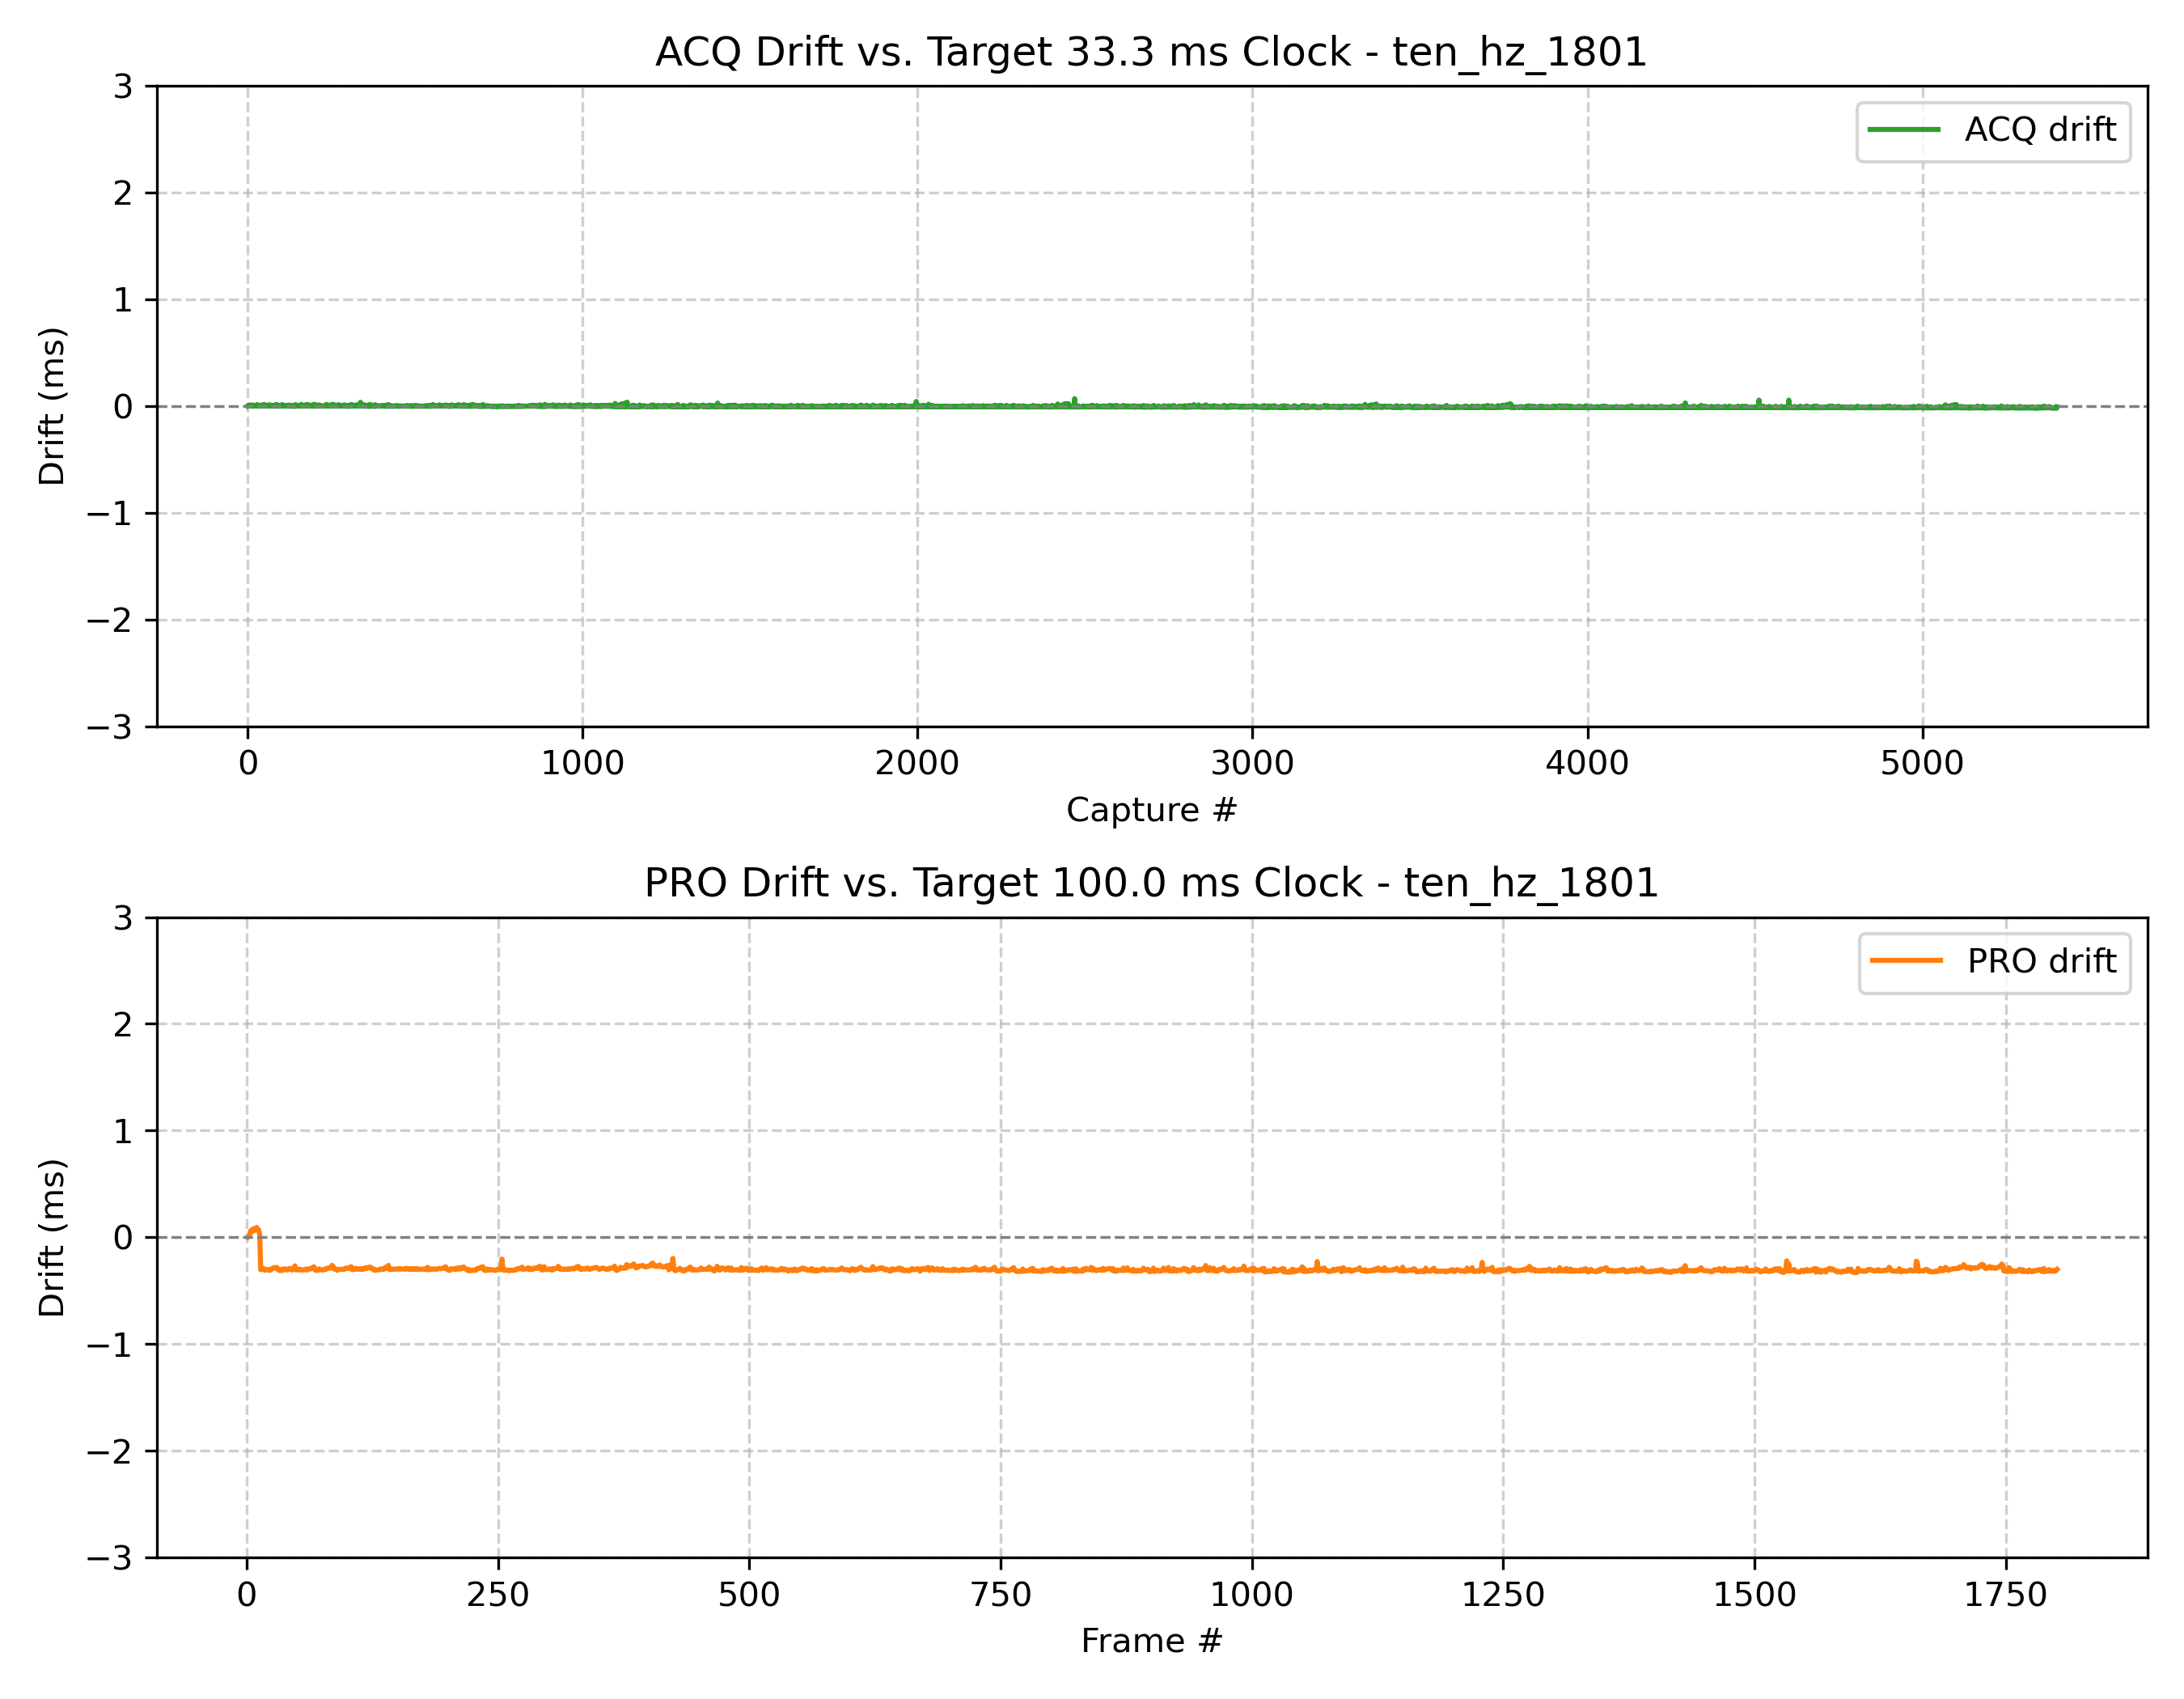 ACQ Drift vs. Target 33.3 ms Clock - ten_hz_1801
3
2
1
0
−1
−2
−3
Drift (ms)
ACQ drift
0 1000 2000 3000 4000 5000
Capture #
PRO Drift vs. Target 100.0 ms Clock - ten_hz_1801
3
2
1
0
−1
−2
−3
Drift (ms)
PRO drift
0 250 500 750 1000 1250 1500 1750
Frame #